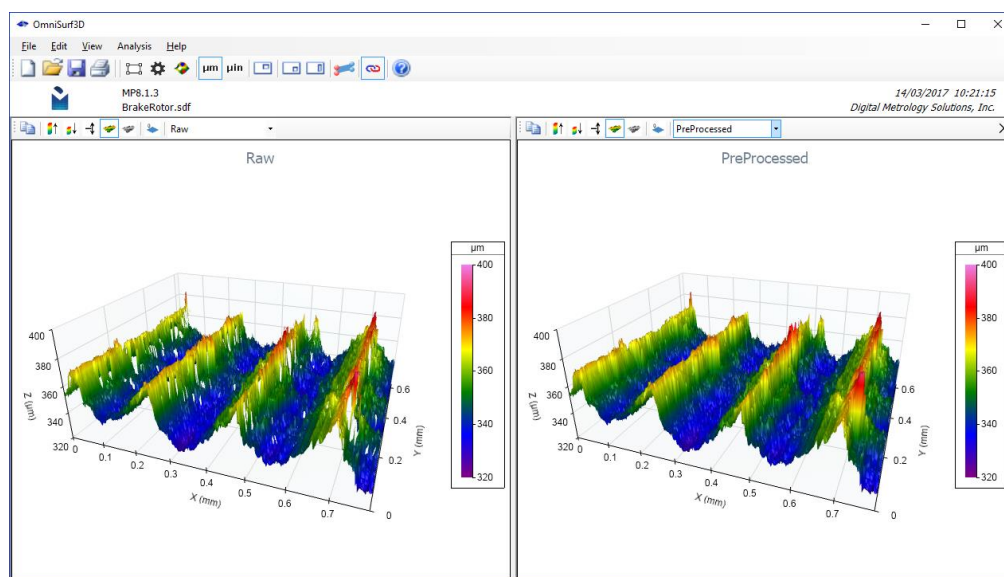 OmniSurf3D
File Edit View Analysis Help
µm µin
MP8.1.3
BrakeRotor.sdf
14/03/2017 10:21:15
Digital Metrology Solutions, Inc.
Raw
PreProcessed
Raw
µm
400
380
360
340
320
400
380
360
340
320
Z (µm)
0
0.1
0.2
0.3
0.4
0.5
0.6
0.7
X (mm)
0.6
0.4
0.2
0
Y (mm)
PreProcessed
µm
400
380
360
340
320
400
380
360
340
320
Z (µm)
0
0.1
0.2
0.3
0.4
0.5
0.6
0.7
X (mm)
0.6
0.4
0.2
0
Y (mm)